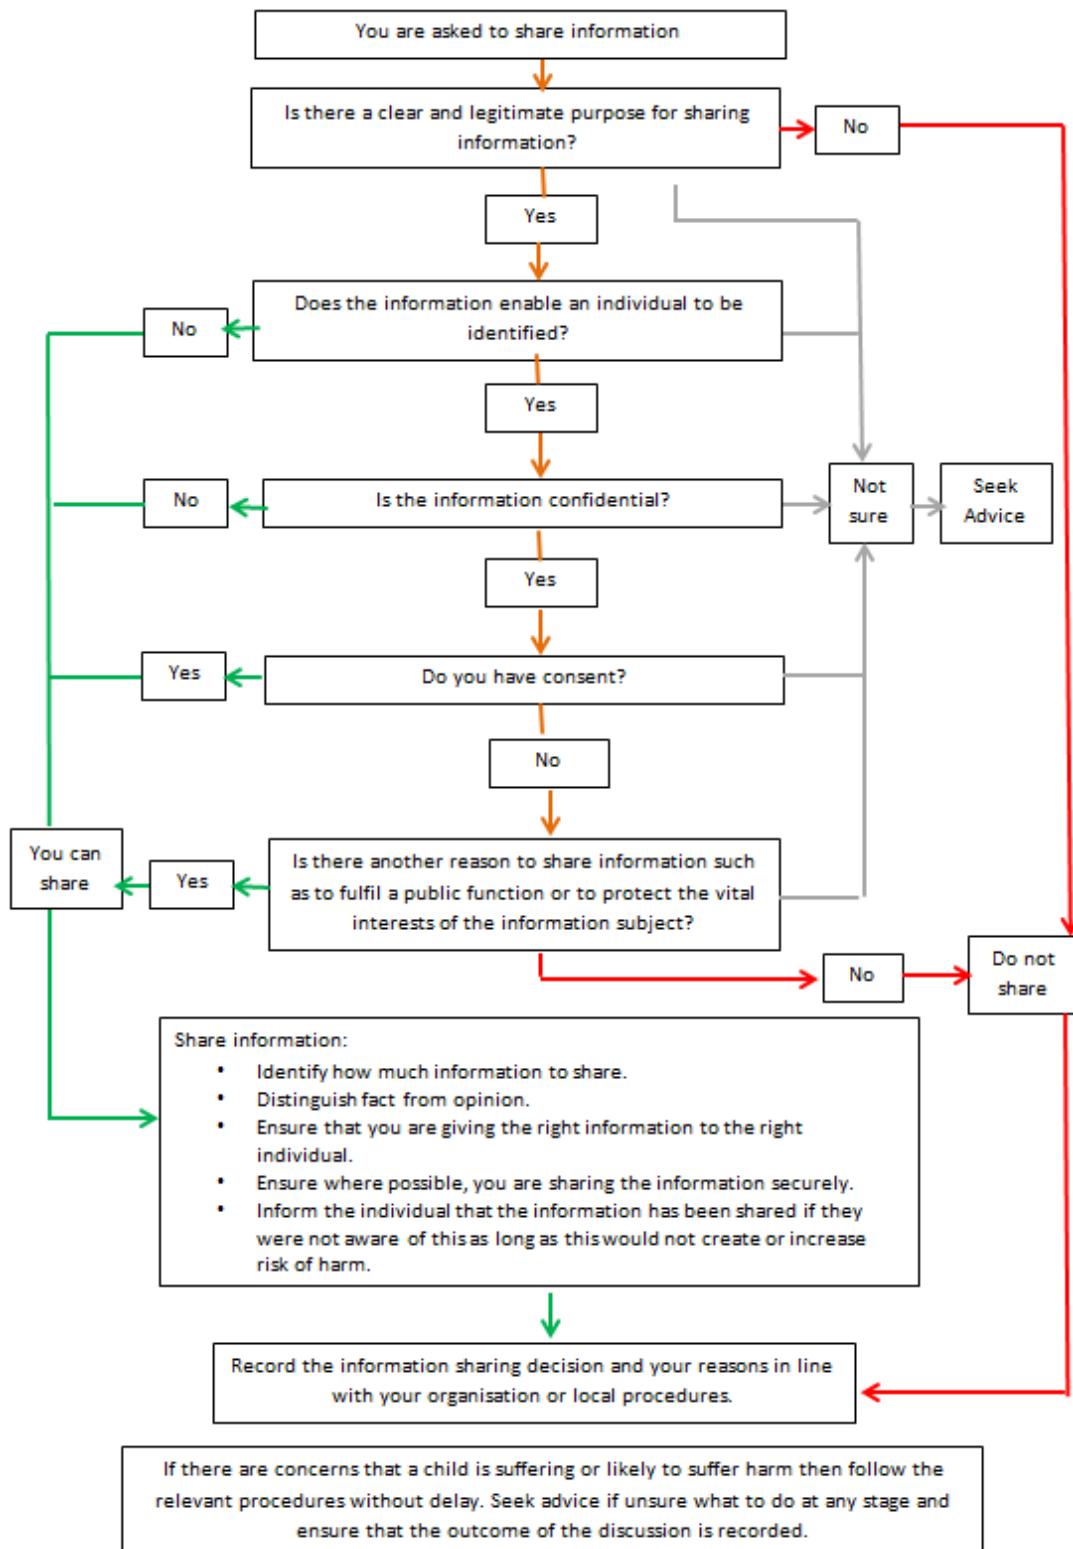 You are asked to share information
Is there a clear and legitimate purpose for sharing
information?
No
Yes
Does the information enable an individual to be
identified?
No
Yes
Is the information confidential?
No
Not
sure
Seek
Advice
Yes
Do you have consent?
Yes
No
You can
share
Yes
Is there another reason to share information such
as to fulfil a public function or to protect the vital
interests of the information subject?
No
Do not
share
Share information:
• Identify how much information to share.
• Distinguish fact from opinion.
• Ensure that you are giving the right information to the right
individual.
• Ensure where possible, you are sharing the information securely.
• Inform the individual that the information has been shared if they
were not aware of this as long as this would not create or increase
risk of harm.
Record the information sharing decision and your reasons in line
with your organisation or local procedures.
If there are concerns that a child is suffering or likely to suffer harm then follow the
relevant procedures without delay. Seek advice if unsure what to do at any stage and
ensure that the outcome of the discussion is recorded.